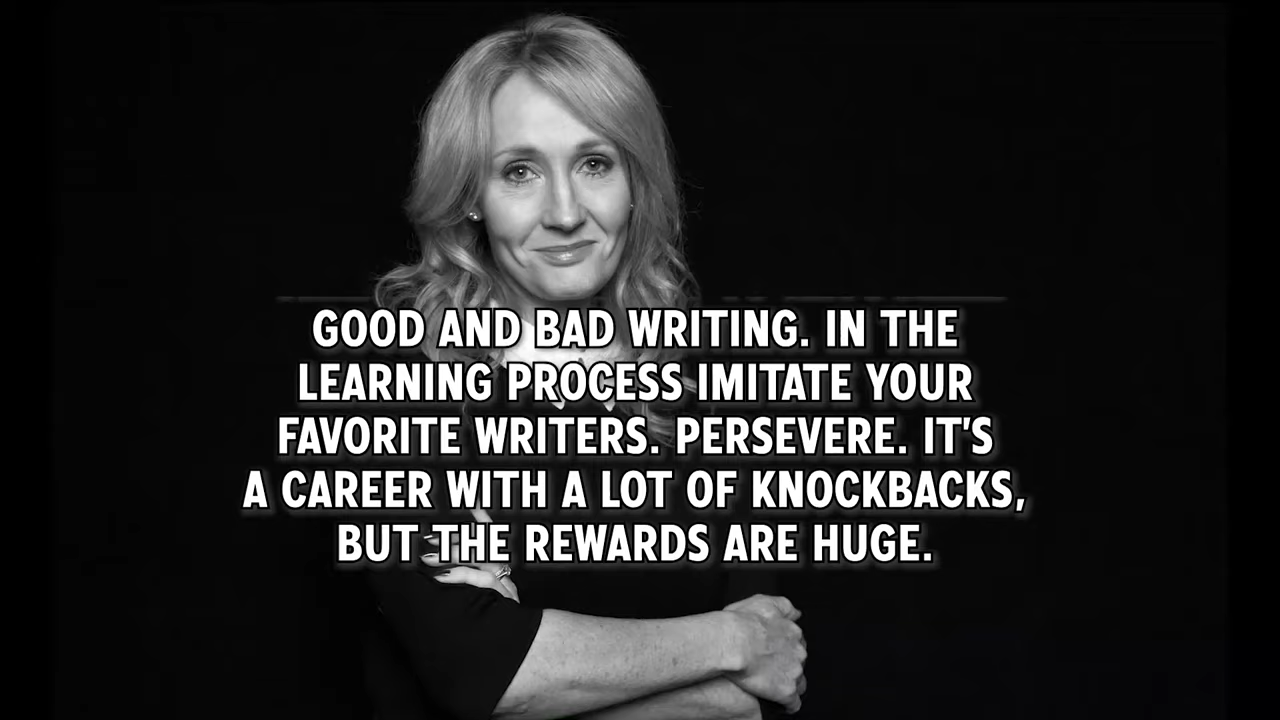 GOOD AND BAD WRITING. IN THE
LEARNING PROCESS IMITATE YOUR
FAVORITE WRITERS. PERSEVERE. IT'S
A CAREER WITH A LOT OF KNOCKBACKS,
BUT THE REWARDS ARE HUGE.